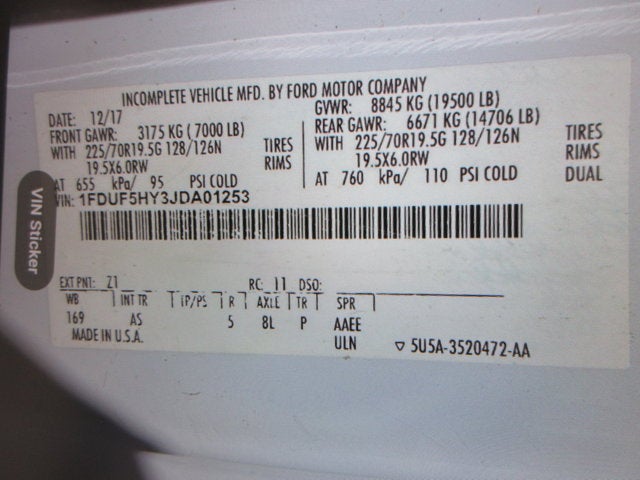 INCOMPLETE VEHICLE MFD. BY FORD MOTOR COMPANY
DATE: 12/17 GVWR: 8845 KG (19500 LB)
FRONT GAWR: 3175 KG ( 7000 LB) REAR GAWR: 6671 KG (14706 LB)
WITH 225/70R19.5G 128/126N TIRES WITH 225/70R19.5G 128/126N TIRES
19.5X6.0RW RIMS 19.5X6.0RW RIMS
AT 655 kPa/ 95 PSI COLD AT 760 kPa/ 110 PSI COLD DUAL
VIN: 1FDUF5HY3JDA01253
VIN Sticker
EXT PNT: Z1 RC: 11 DSO:
WB INT TR TP/PS R AXLE TR SPR
169 AS 5 8L P AAEE
MADE IN U.S.A. ULN ▽ 5U5A-3520472-AA